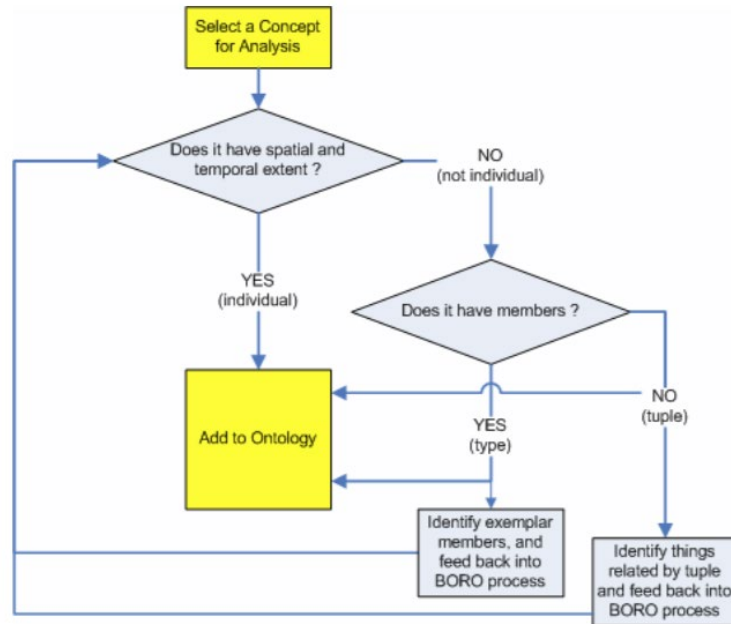 Select a Concept
for Analysis
Does it have spatial and
temporal extent ?
NO
(not individual)
YES
(individual)
Does it have members ?
Add to Ontology
YES
(type)
NO
(tuple)
Identify exemplar
members, and
feed back into
BORO process
Identify things
related by tuple
and feed back into
BORO process